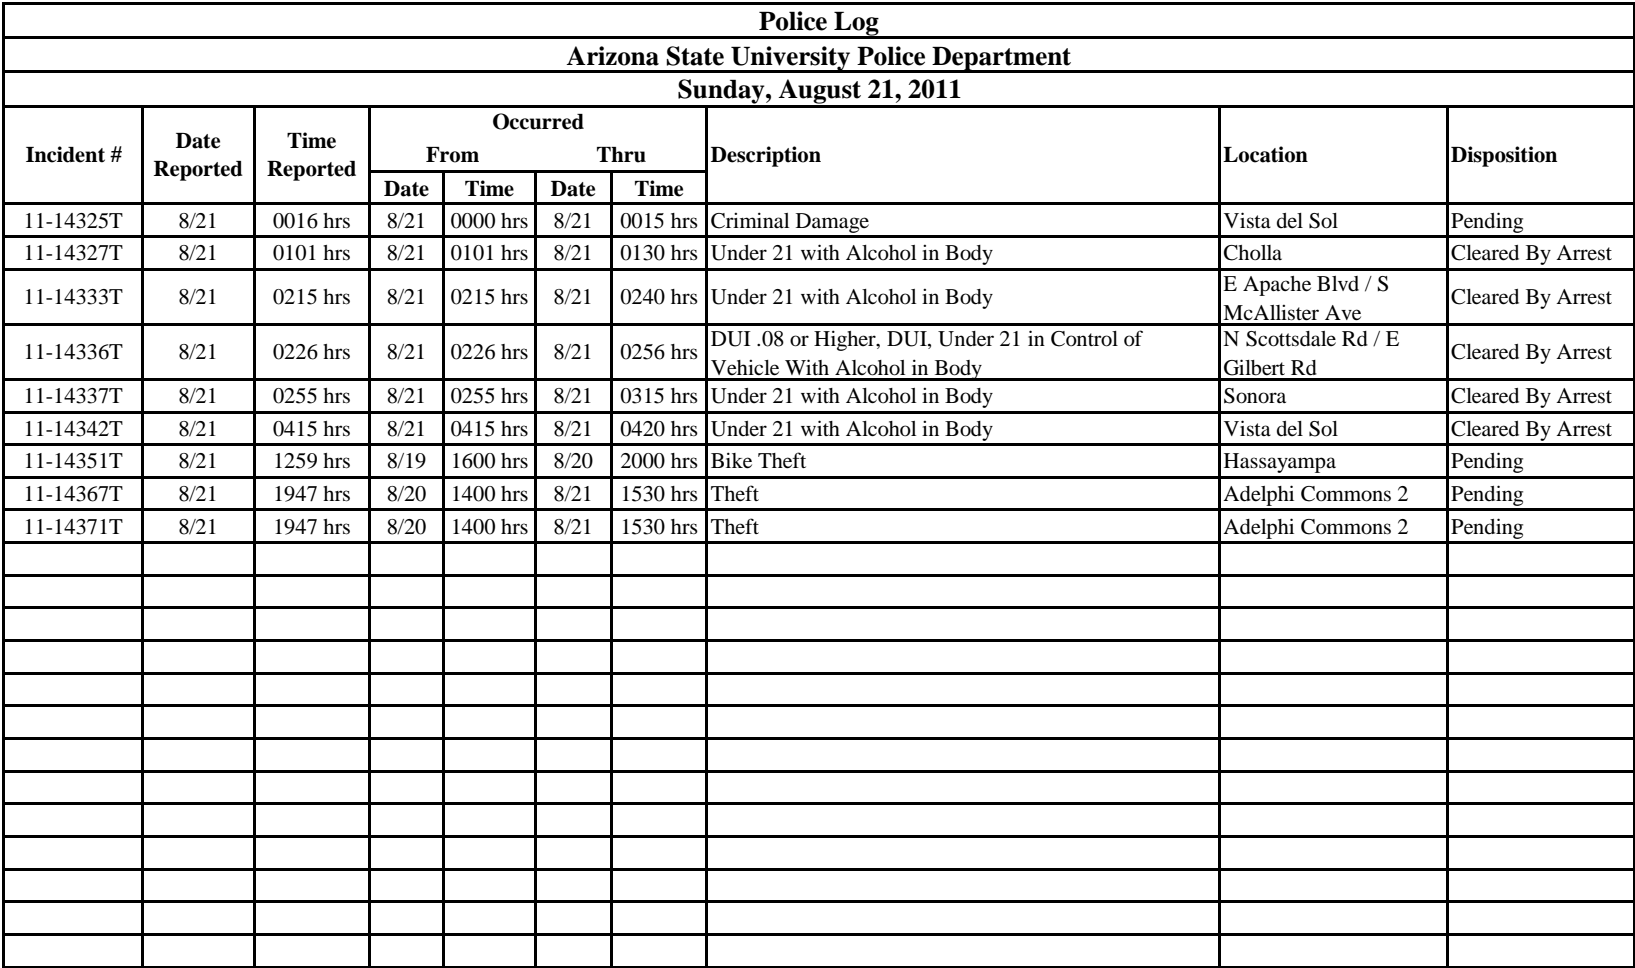 Police Log
Arizona State University Police Department
Sunday, August 21, 2011
Incident # Date Reported Time Reported Occurred Description Location Disposition
From Thru
Date Time Date Time
11-14325T 8/21 0016 hrs 8/21 0000 hrs 8/21 0015 hrs Criminal Damage Vista del Sol Pending
11-14327T 8/21 0101 hrs 8/21 0101 hrs 8/21 0130 hrs Under 21 with Alcohol in Body Cholla Cleared By Arrest
11-14333T 8/21 0215 hrs 8/21 0215 hrs 8/21 0240 hrs Under 21 with Alcohol in Body E Apache Blvd / S McAllister Ave Cleared By Arrest
11-14336T 8/21 0226 hrs 8/21 0226 hrs 8/21 0256 hrs DUI .08 or Higher, DUI, Under 21 in Control of Vehicle With Alcohol in Body N Scottsdale Rd / E Gilbert Rd Cleared By Arrest
11-14337T 8/21 0255 hrs 8/21 0255 hrs 8/21 0315 hrs Under 21 with Alcohol in Body Sonora Cleared By Arrest
11-14342T 8/21 0415 hrs 8/21 0415 hrs 8/21 0420 hrs Under 21 with Alcohol in Body Vista del Sol Cleared By Arrest
11-14351T 8/21 1259 hrs 8/19 1600 hrs 8/20 2000 hrs Bike Theft Hassayampa Pending
11-14367T 8/21 1947 hrs 8/20 1400 hrs 8/21 1530 hrs Theft Adelphi Commons 2 Pending
11-14371T 8/21 1947 hrs 8/20 1400 hrs 8/21 1530 hrs Theft Adelphi Commons 2 Pending